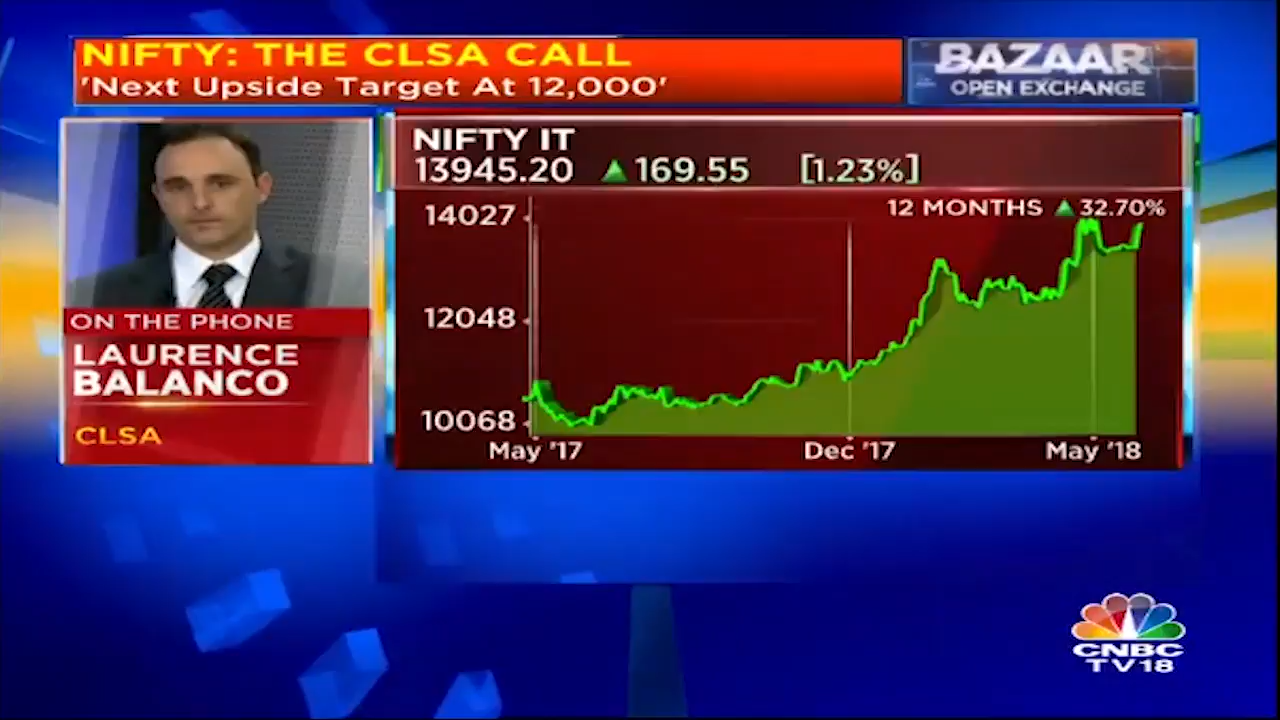 NIFTY: THE CLSA CALL
'Next Upside Target At 12,000'
BAZAAR
OPEN EXCHANGE
NIFTY IT
13945.20 ▲ 169.55 [1.23%]
12 MONTHS ▲ 32.70%
14027
12048
10068
May '17 Dec '17 May '18
ON THE PHONE
LAURENCE
BALANCO
CLSA
CNBC
TV18